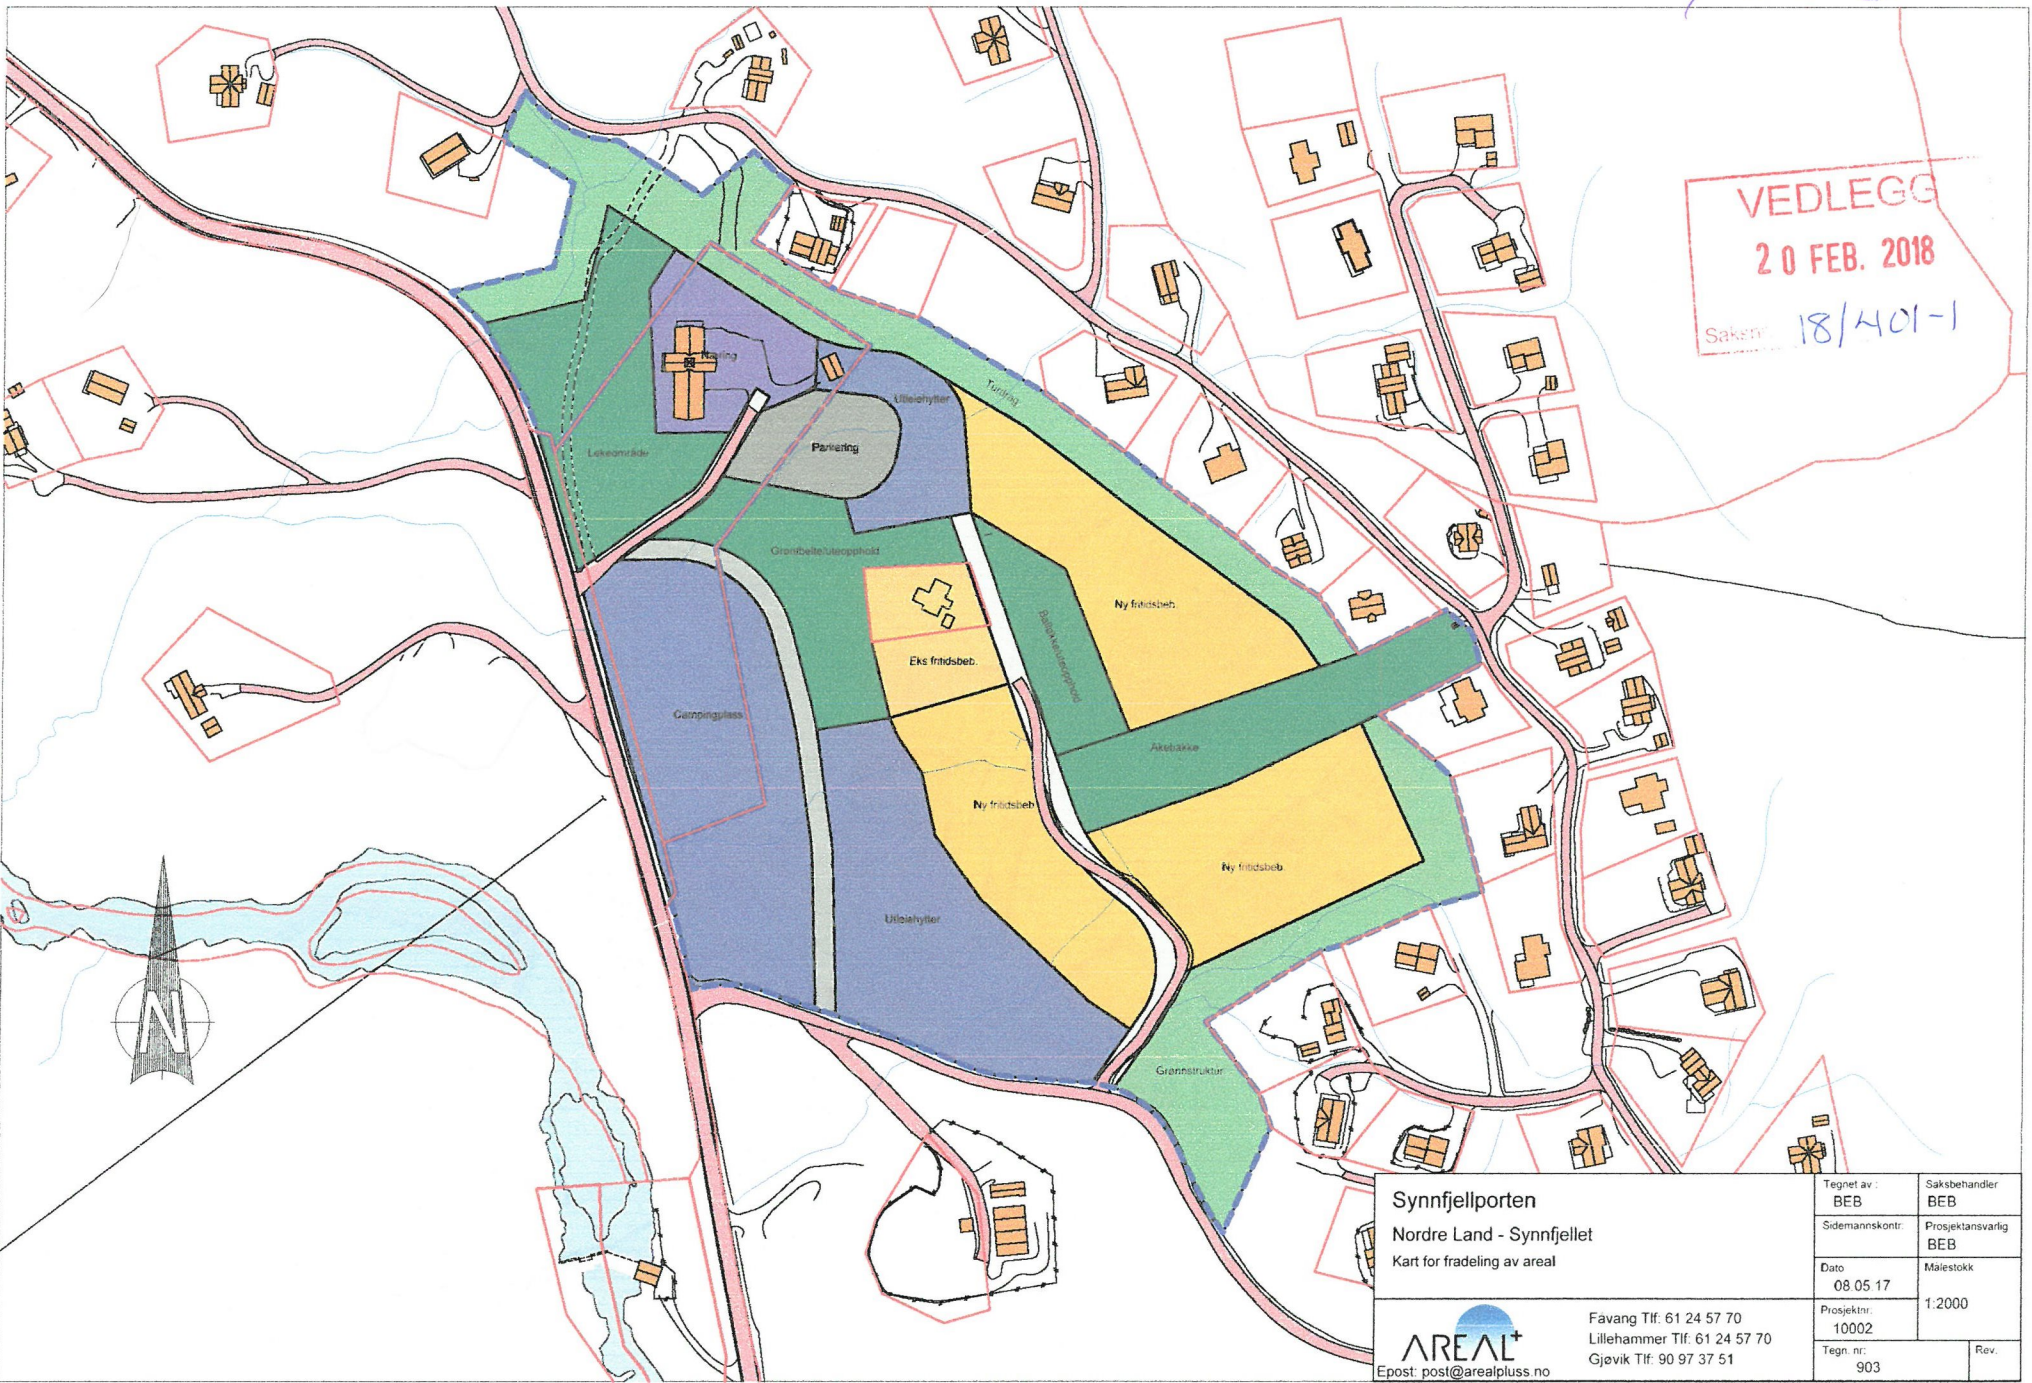 VEDLEGG
20 FEB. 2018
Saksnr. 18/401-1
Næring
Utleiehytter
Turdrag
Lekeområde
Parkering
Grøntbelte/uteopphold
Ny fritidsbeb.
Balløkke/uteopphold
Eks fritidsbeb.
Campingplass
Akebakke
Ny fritidsbeb
Ny fritidsbeb.
Utleiehytter
Grønnstruktur
N
Synnfjellporten
Nordre Land - Synnfjellet
Kart for fradeling av areal
Tegnet av :
BEB
Saksbehandler
BEB
Sidemannskontr:
Prosjektansvarlig
BEB
Dato
08.05.17
Målestokk
1:2000
Prosjektnr:
10002
Tegn. nr:
903
Rev.
AREAL+
Epost: post@arealpluss.no
Fåvang Tlf: 61 24 57 70
Lillehammer Tlf: 61 24 57 70
Gjøvik Tlf: 90 97 37 51